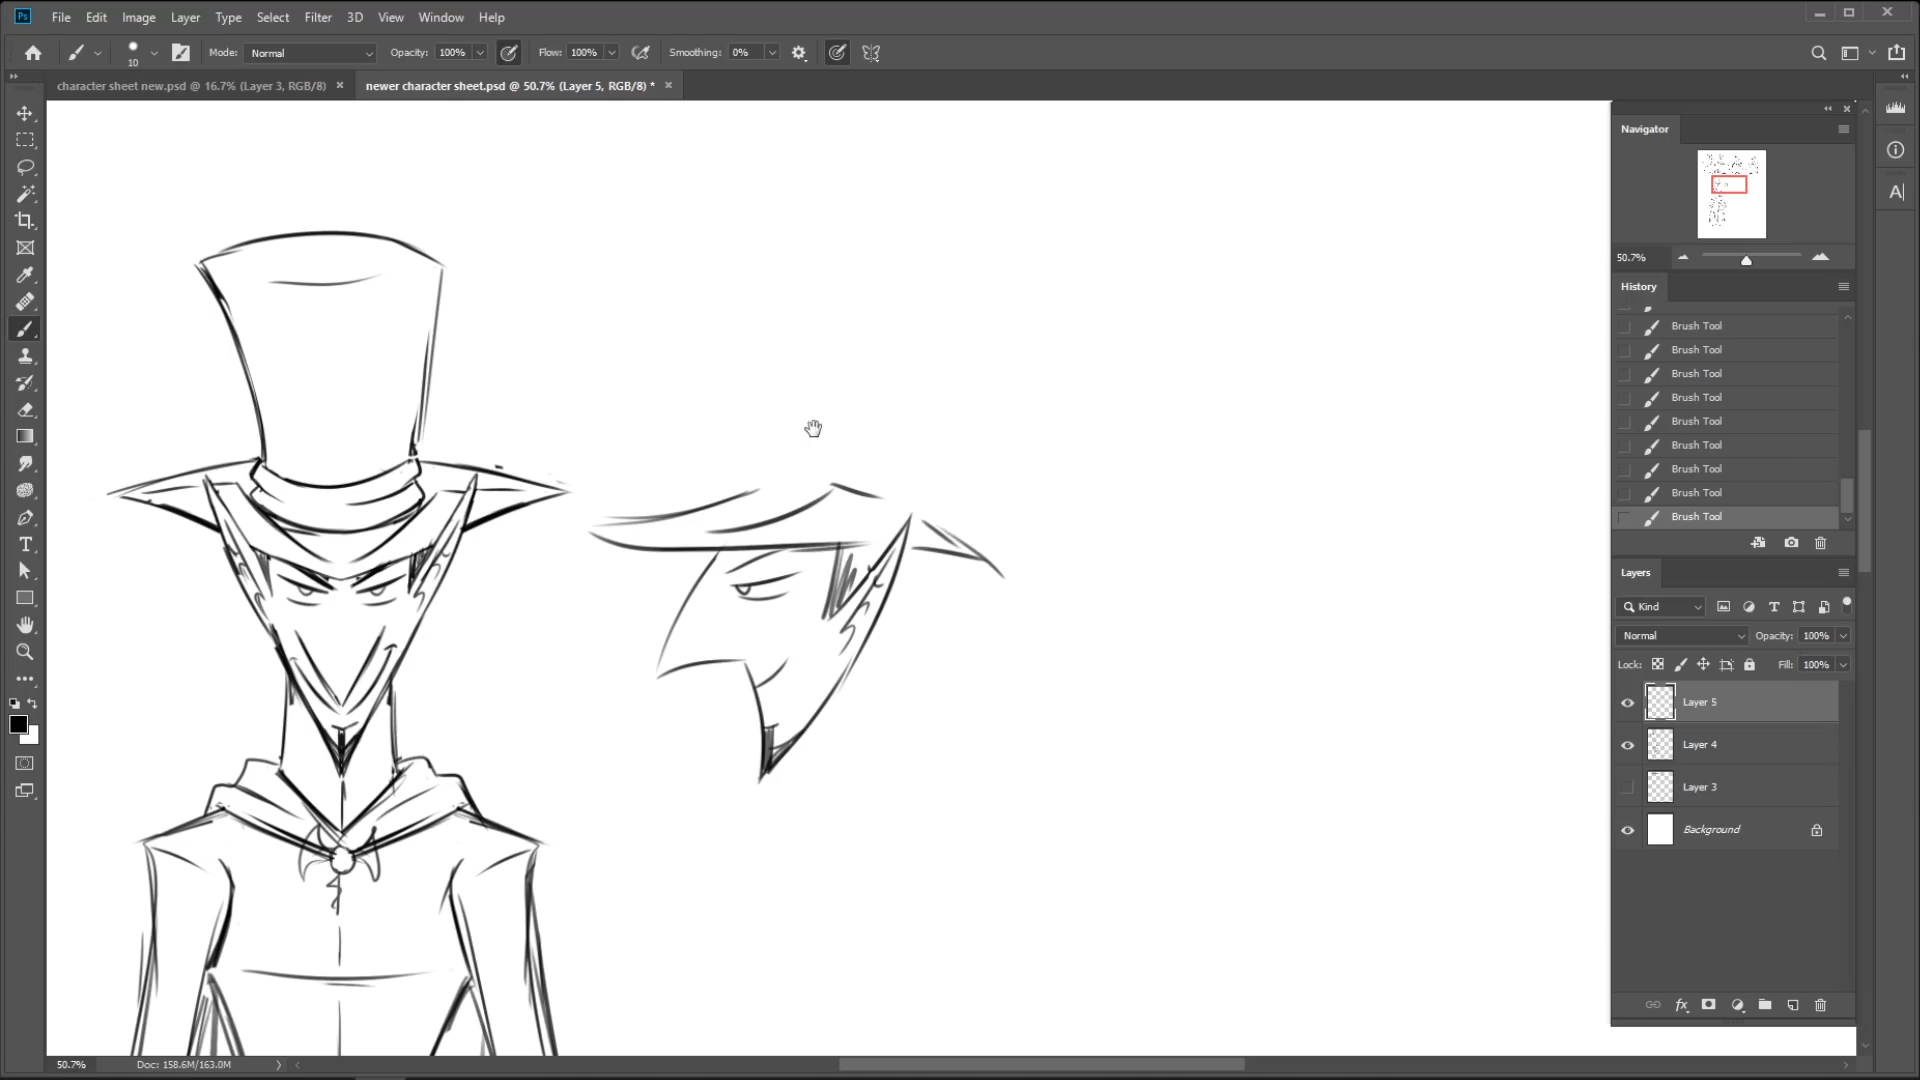 Ps File Edit Image Layer Type Select Filter 3D View Window Help
10 Mode: Normal Opacity: 100% Flow: 100% Smoothing: 0%
character sheet new.psd @ 16.7% (Layer 3, RGB/8) × newer character sheet.psd @ 50.7% (Layer 5, RGB/8) * ×
Navigator
50.7%
History
Brush Tool
Brush Tool
Brush Tool
Brush Tool
Brush Tool
Brush Tool
Brush Tool
Brush Tool
Brush Tool
Layers
Kind
Normal Opacity: 100%
Lock: Fill: 100%
Layer 5
Layer 4
Layer 3
Background
50.7% Doc: 158.6M/163.0M